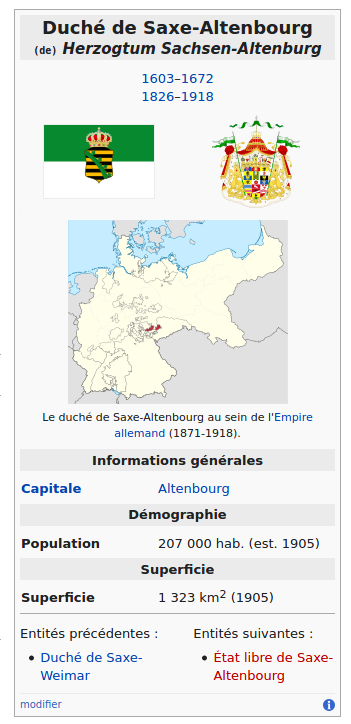 Duché de Saxe-Altenbourg
(de) Herzogtum Sachsen-Altenburg
1603–1672
1826–1918
Le duché de Saxe-Altenbourg au sein de l'Empire
allemand (1871-1918).
Informations générales
Capitale Altenbourg
Démographie
Population 207 000 hab. (est. 1905)
Superficie
Superficie 1 323 km2 (1905)
Entités précédentes :
• Duché de Saxe-
Weimar
Entités suivantes :
• État libre de Saxe-
Altenbourg
modifier